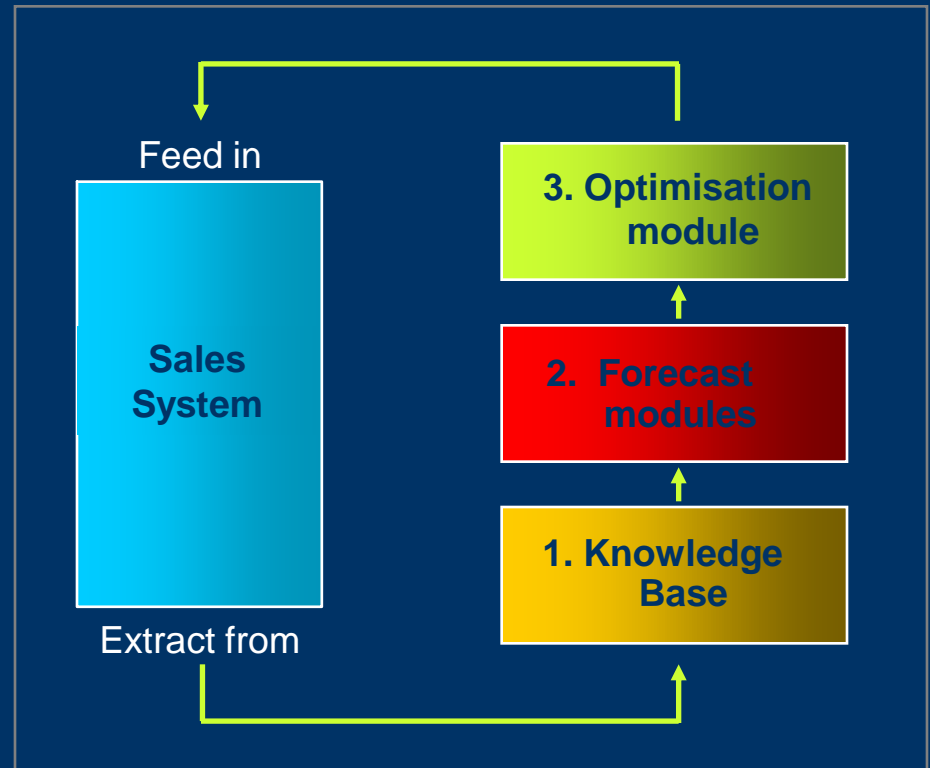 Feed in
Sales
System
Extract from
3. Optimisation
module
2. Forecast
modules
1. Knowledge
Base